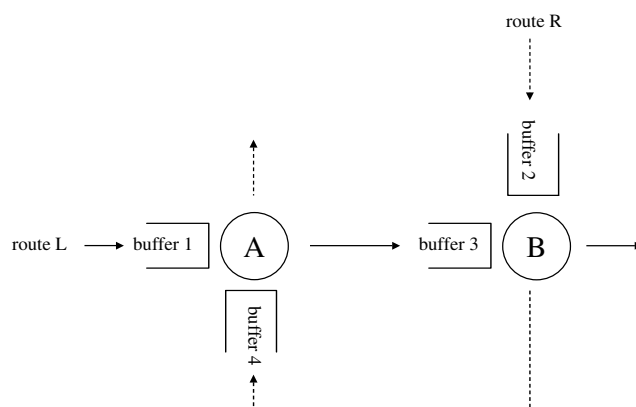 route R
buffer 2
route L
buffer 1
A
buffer 3
B
buffer 4